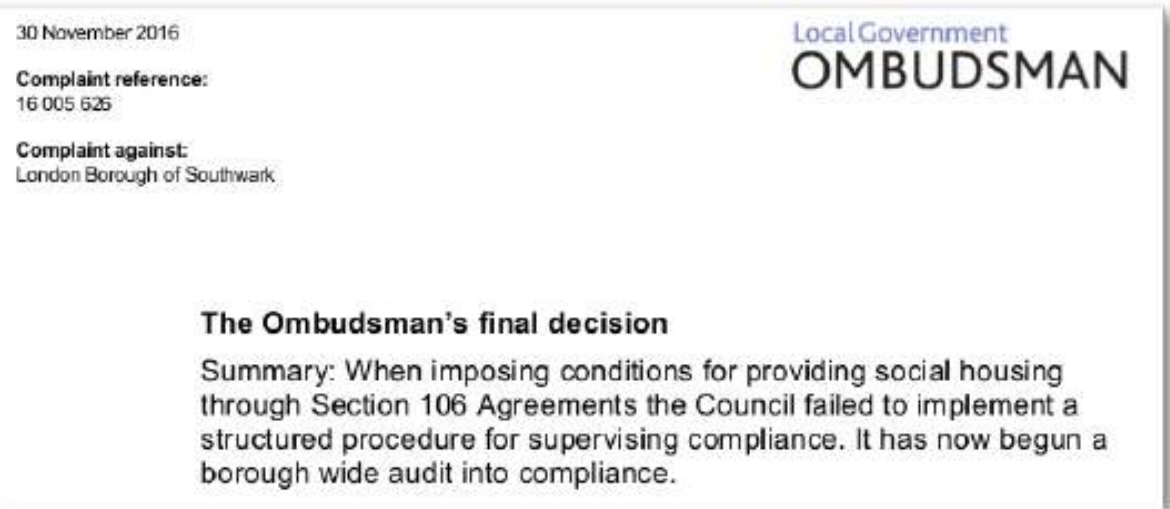 30 November 2016
Local Government
OMBUDSMAN
Complaint reference:
16 005 626
Complaint against:
London Borough of Southwark
The Ombudsman's final decision
Summary: When imposing conditions for providing social housing
through Section 106 Agreements the Council failed to implement a
structured procedure for supervising compliance. It has now begun a
borough wide audit into compliance.